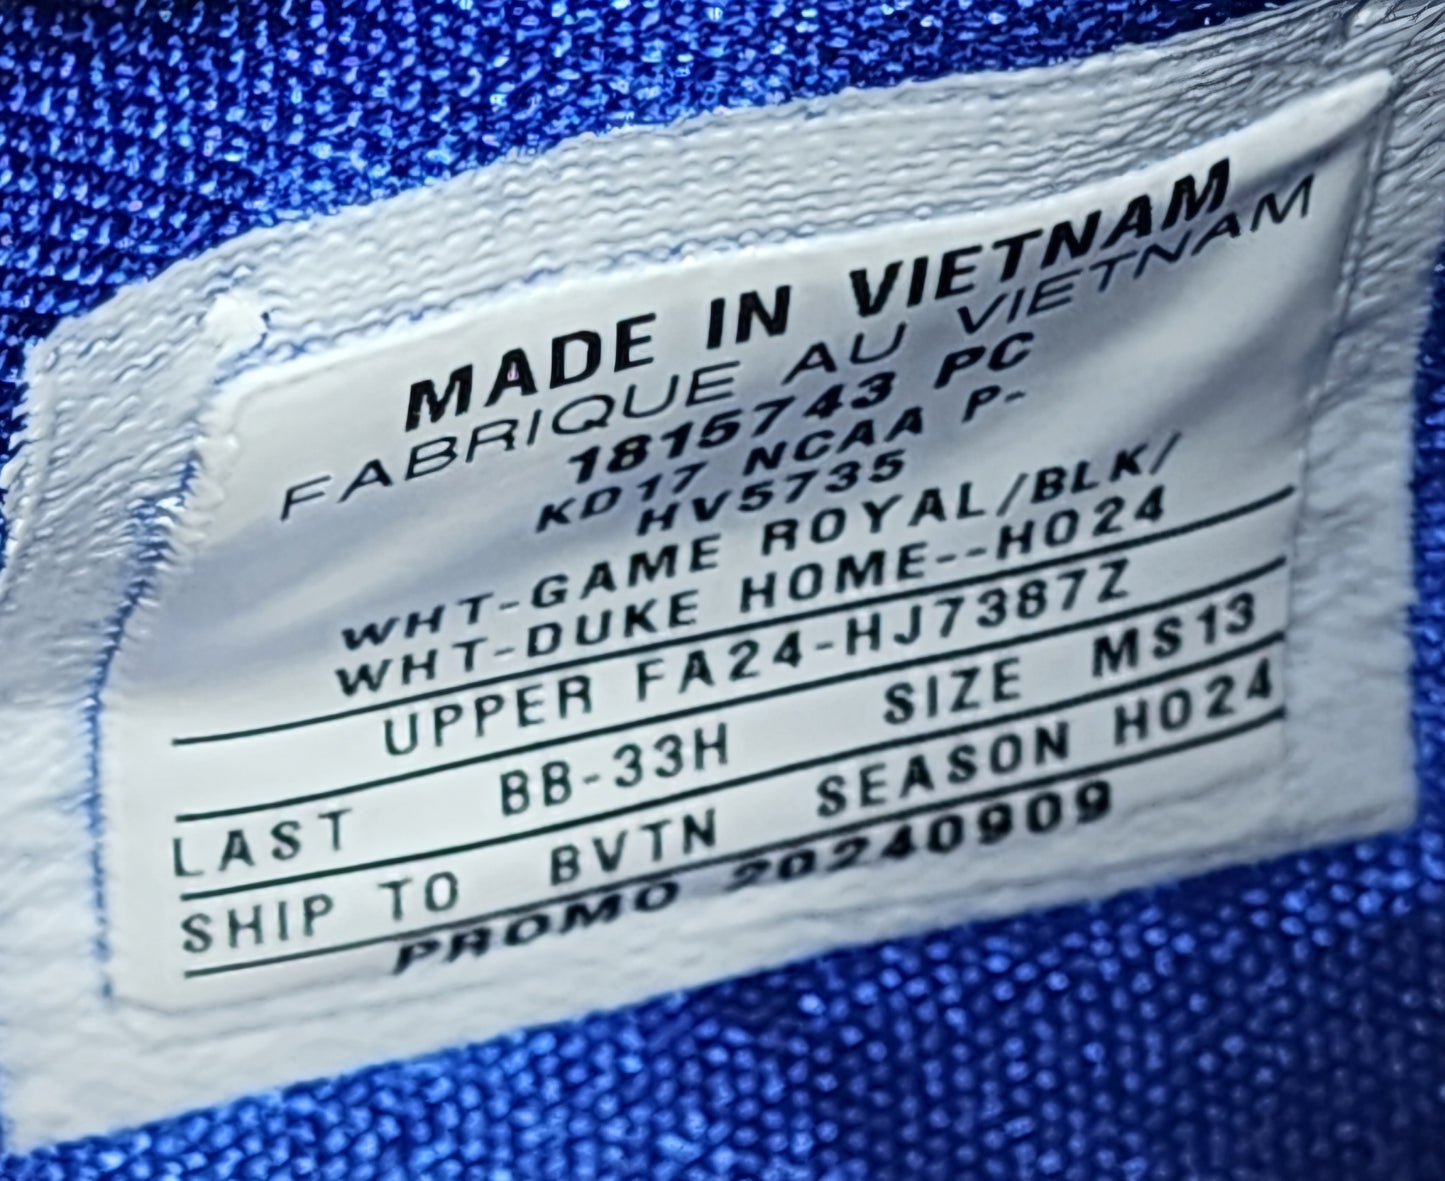 MADE IN VIETNAM
FABRIQUE AU VIETNAM
1815743 PC
KD17 NCAA P-
HV5735
WHT-GAME ROYAL/BLK/
WHT-DUKE HOME--HO24
UPPER FA24-HJ7387Z
LAST BB-33H SIZE MS13
SHIP TO BVTN SEASON HO24
PROMO 20240909